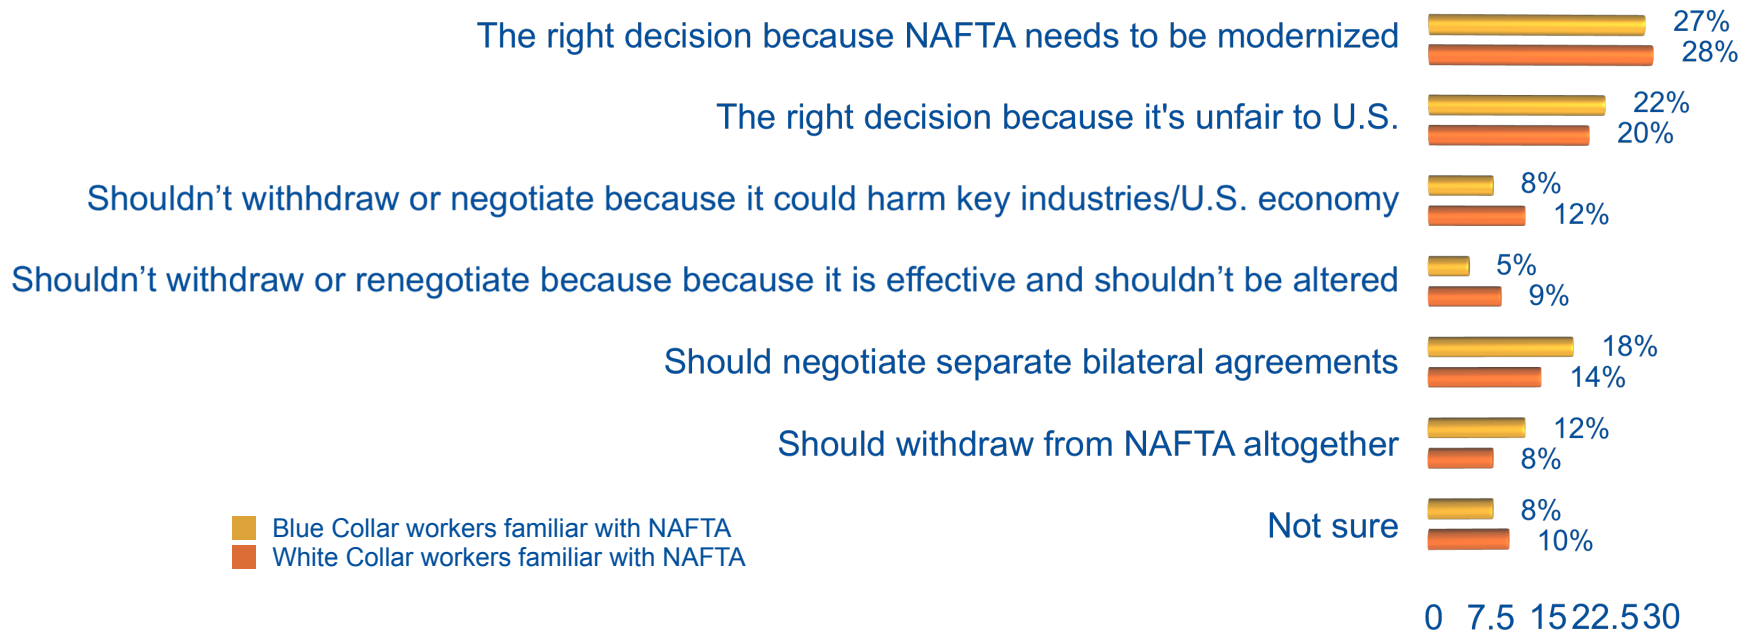 The right decision because NAFTA needs to be modernized
27%
28%
The right decision because it's unfair to U.S.
22%
20%
Shouldn’t withhdraw or negotiate because it could harm key industries/U.S. economy
8%
12%
Shouldn’t withdraw or renegotiate because because it is effective and shouldn’t be altered
5%
9%
Should negotiate separate bilateral agreements
18%
14%
Should withdraw from NAFTA altogether
12%
8%
Not sure
8%
10%
Blue Collar workers familiar with NAFTA
White Collar workers familiar with NAFTA
0 7.5 15 22.5 30